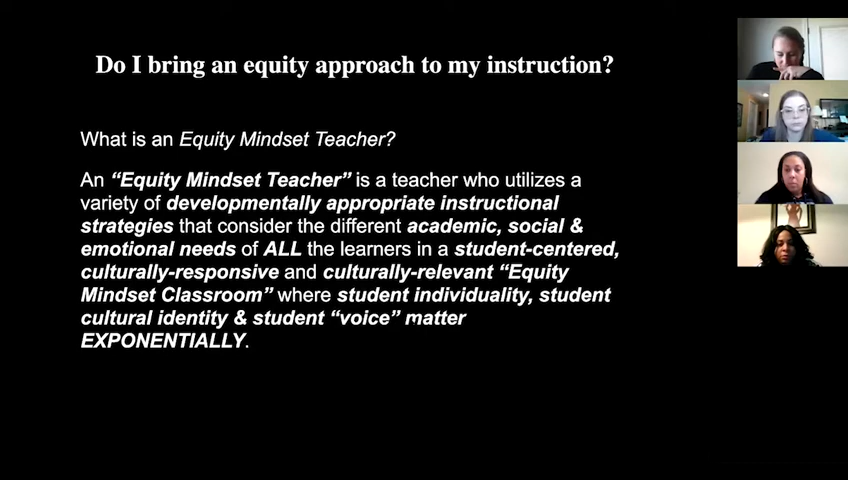 Do I bring an equity approach to my instruction?
What is an Equity Mindset Teacher?
An “Equity Mindset Teacher” is a teacher who utilizes a
variety of developmentally appropriate instructional
strategies that consider the different academic, social &
emotional needs of ALL the learners in a student-centered,
culturally-responsive and culturally-relevant “Equity
Mindset Classroom” where student individuality, student
cultural identity & student “voice” matter
EXPONENTIALLY.